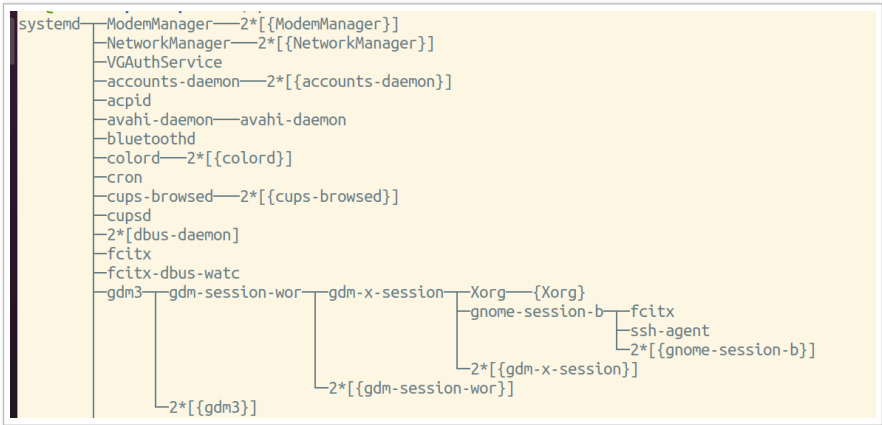 systemd─┬─ModemManager───2*[{ModemManager}]
        ├─NetworkManager───2*[{NetworkManager}]
        ├─VGAuthService
        ├─accounts-daemon───2*[{accounts-daemon}]
        ├─acpid
        ├─avahi-daemon───avahi-daemon
        ├─bluetoothd
        ├─colord───2*[{colord}]
        ├─cron
        ├─cups-browsed───2*[{cups-browsed}]
        ├─cupsd
        ├─2*[dbus-daemon]
        ├─fcitx
        ├─fcitx-dbus-watc
        ├─gdm3─┬─gdm-session-wor─┬─gdm-x-session─┬─Xorg───{Xorg}
        │      │                 │               ├─gnome-session-b─┬─fcitx
        │      │                 │               │                 ├─ssh-agent
        │      │                 │               │                 └─2*[{gnome-session-b}]
        │      │                 │               └─2*[{gdm-x-session}]
        │      │                 └─2*[{gdm-session-wor}]
        │      └─2*[{gdm3}]